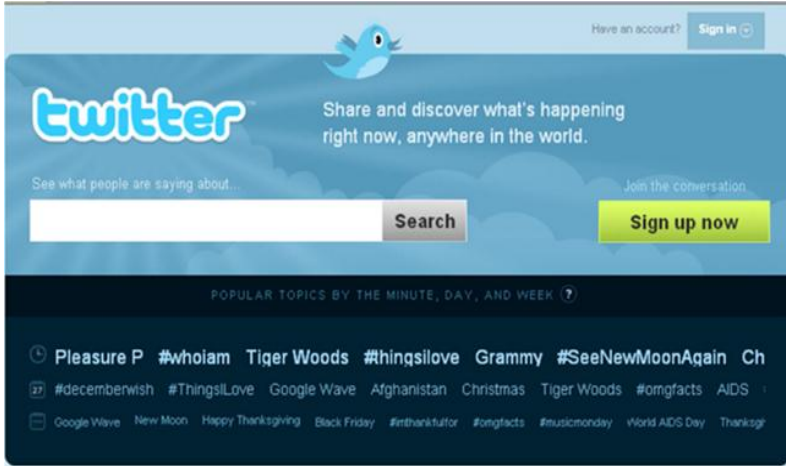 Have an account? Sign in
twitter
Share and discover what's happening
right now, anywhere in the world.
See what people are saying about...
Join the conversation
Search
Sign up now
POPULAR TOPICS BY THE MINUTE, DAY, AND WEEK ?
Pleasure P #whoiam Tiger Woods #thingsilove Grammy #SeeNewMoonAgain Ch
27 #decemberwish #ThingsILove Google Wave Afghanistan Christmas Tiger Woods #omgfacts AIDS
Google Wave New Moon Happy Thanksgiving Black Friday #imthankfulfor #omgfacts #musicmonday World AIDS Day Thanksgi